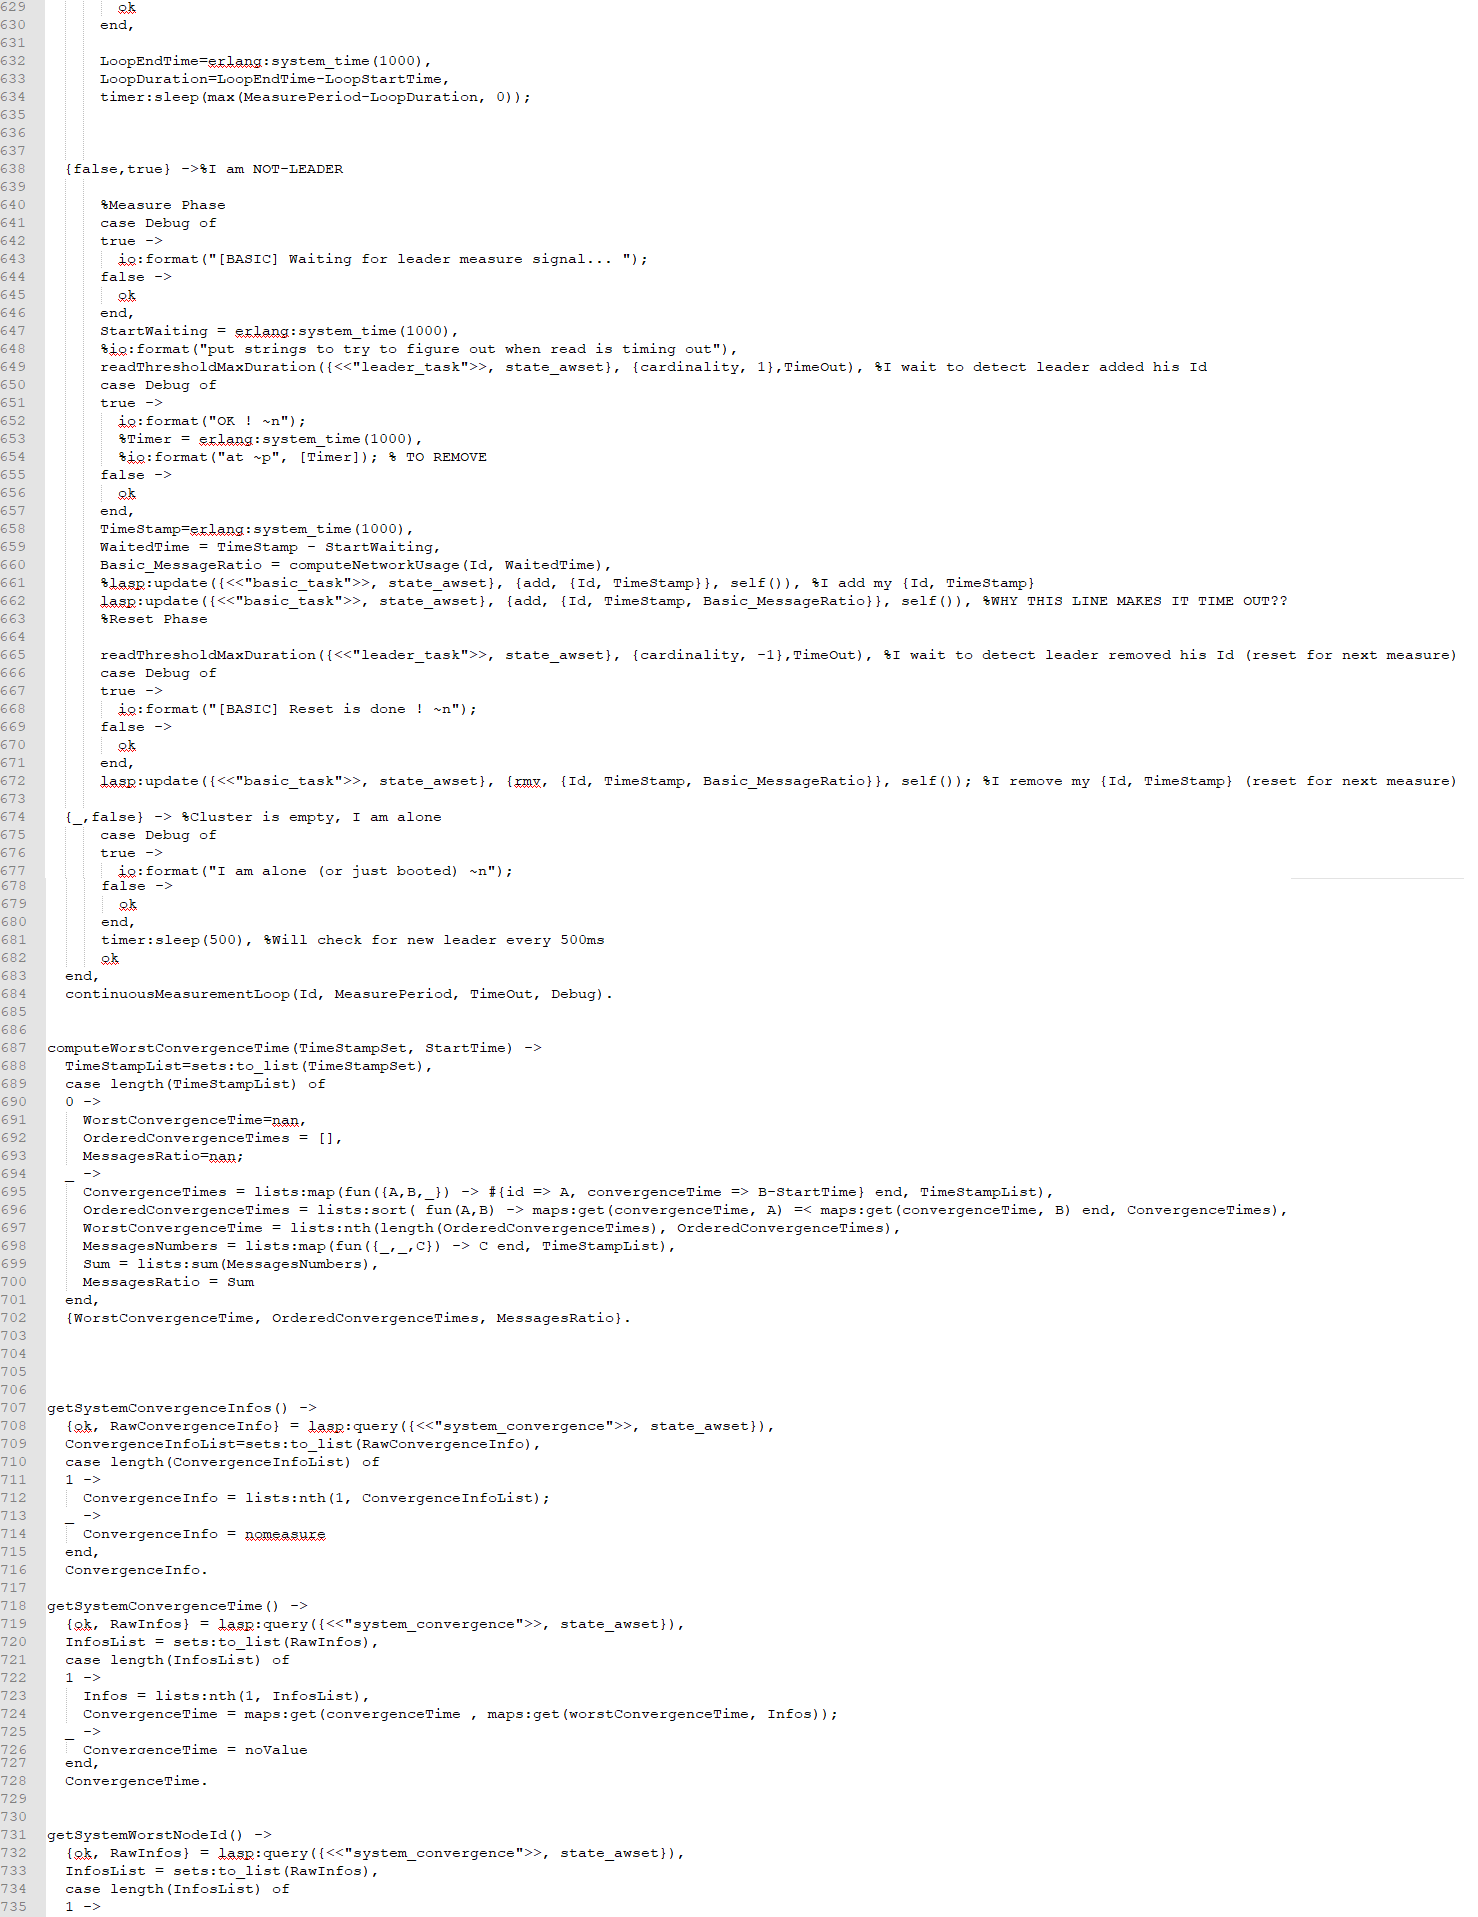 629 ok
630 end,
631
632 LoopEndTime=erlang:system_time(1000),
633 LoopDuration=LoopEndTime-LoopStartTime,
634 timer:sleep(max(MeasurePeriod-LoopDuration, 0));
635
636
637
638 {false,true} ->%I am NOT-LEADER
639
640 %Measure Phase
641 case Debug of
642 true ->
643 io:format("[BASIC] Waiting for leader measure signal... ");
644 false ->
645 ok
646 end,
647 StartWaiting = erlang:system_time(1000),
648 %io:format("put strings to try to figure out when read is timing out"),
649 readThresholdMaxDuration({<<"leader_task">>, state_awset}, {cardinality, 1},TimeOut), %I wait to detect leader added his Id
650 case Debug of
651 true ->
652 io:format("OK ! ~n");
653 %Timer = erlang:system_time(1000),
654 %io:format("at ~p", [Timer]); % TO REMOVE
655 false ->
656 ok
657 end,
658 TimeStamp=erlang:system_time(1000),
659 WaitedTime = TimeStamp - StartWaiting,
660 Basic_MessageRatio = computeNetworkUsage(Id, WaitedTime),
661 %lasp:update({<<"basic_task">>, state_awset}, {add, {Id, TimeStamp}}, self()), %I add my {Id, TimeStamp}
662 lasp:update({<<"basic_task">>, state_awset}, {add, {Id, TimeStamp, Basic_MessageRatio}}, self()), %WHY THIS LINE MAKES IT TIME OUT??
663 %Reset Phase
664
665 readThresholdMaxDuration({<<"leader_task">>, state_awset}, {cardinality, -1},TimeOut), %I wait to detect leader removed his Id (reset for next measure)
666 case Debug of
667 true ->
668 io:format("[BASIC] Reset is done ! ~n");
669 false ->
670 ok
671 end,
672 lasp:update({<<"basic_task">>, state_awset}, {rmv, {Id, TimeStamp, Basic_MessageRatio}}, self()); %I remove my {Id, TimeStamp} (reset for next measure)
673
674 {_,false} -> %Cluster is empty, I am alone
675 case Debug of
676 true ->
677 io:format("I am alone (or just booted) ~n");
678 false ->
679 ok
680 end,
681 timer:sleep(500), %Will check for new leader every 500ms
682 ok
683 end,
684 continuousMeasurementLoop(Id, MeasurePeriod, TimeOut, Debug).
685
686
687 computeWorstConvergenceTime(TimeStampSet, StartTime) ->
688 TimeStampList=sets:to_list(TimeStampSet),
689 case length(TimeStampList) of
690 0 ->
691 WorstConvergenceTime=nan,
692 OrderedConvergenceTimes = [],
693 MessagesRatio=nan;
694 _ ->
695 ConvergenceTimes = lists:map(fun({A,B,_}) -> #{id => A, convergenceTime => B-StartTime} end, TimeStampList),
696 OrderedConvergenceTimes = lists:sort( fun(A,B) -> maps:get(convergenceTime, A) =< maps:get(convergenceTime, B) end, ConvergenceTimes),
697 WorstConvergenceTime = lists:nth(length(OrderedConvergenceTimes), OrderedConvergenceTimes),
698 MessagesNumbers = lists:map(fun({_,_,C}) -> C end, TimeStampList),
699 Sum = lists:sum(MessagesNumbers),
700 MessagesRatio = Sum
701 end,
702 {WorstConvergenceTime, OrderedConvergenceTimes, MessagesRatio}.
703
704
705
706
707 getSystemConvergenceInfos() ->
708 {ok, RawConvergenceInfo} = lasp:query({<<"system_convergence">>, state_awset}),
709 ConvergenceInfoList=sets:to_list(RawConvergenceInfo),
710 case length(ConvergenceInfoList) of
711 1 ->
712 ConvergenceInfo = lists:nth(1, ConvergenceInfoList);
713 _ ->
714 ConvergenceInfo = nomeasure
715 end,
716 ConvergenceInfo.
717
718 getSystemConvergenceTime() ->
719 {ok, RawInfos} = lasp:query({<<"system_convergence">>, state_awset}),
720 InfosList = sets:to_list(RawInfos),
721 case length(InfosList) of
722 1 ->
723 Infos = lists:nth(1, InfosList),
724 ConvergenceTime = maps:get(convergenceTime , maps:get(worstConvergenceTime, Infos));
725 _ ->
726 ConvergenceTime = noValue
727 end,
728 ConvergenceTime.
729
730
731 getSystemWorstNodeId() ->
732 {ok, RawInfos} = lasp:query({<<"system_convergence">>, state_awset}),
733 InfosList = sets:to_list(RawInfos),
734 case length(InfosList) of
735 1 ->